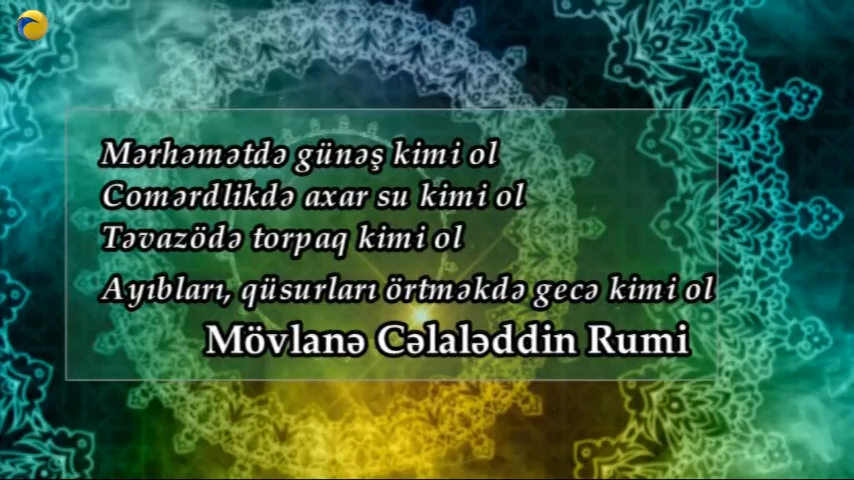 Mərhəmətdə günəş kimi ol
Comərdlikdə axar su kimi ol
Təvazödə torpaq kimi ol
Ayıbları, qüsurları örtməkdə gecə kimi ol
Mövlanə Cəlaləddin Rumi